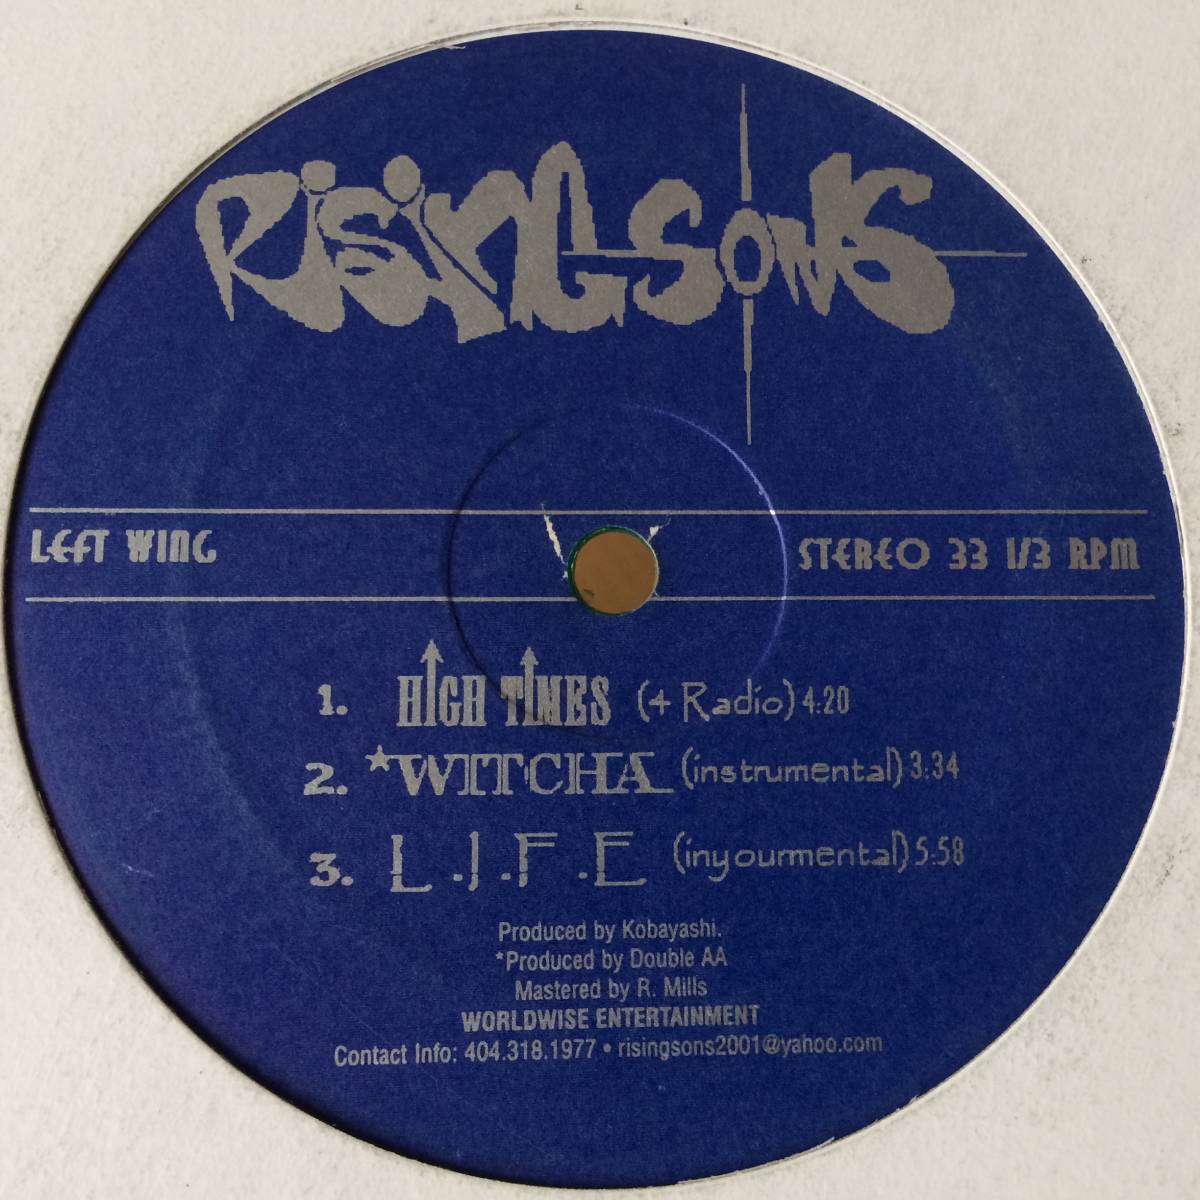 Rising Sons
LEFT WING
STEREO 33 1/3 RPM
1. HIGH TIMES (+ Radio) 4:20
2. *WITCHA (instrumental) 3:34
3. L.I.F.E (inyourmental) 5:58
Produced by Kobayashi.
*Produced by Double AA
Mastered by R. Mills
WORLDWISE ENTERTAINMENT
Contact Info: 404.318.1977 • risingsons2001@yahoo.com